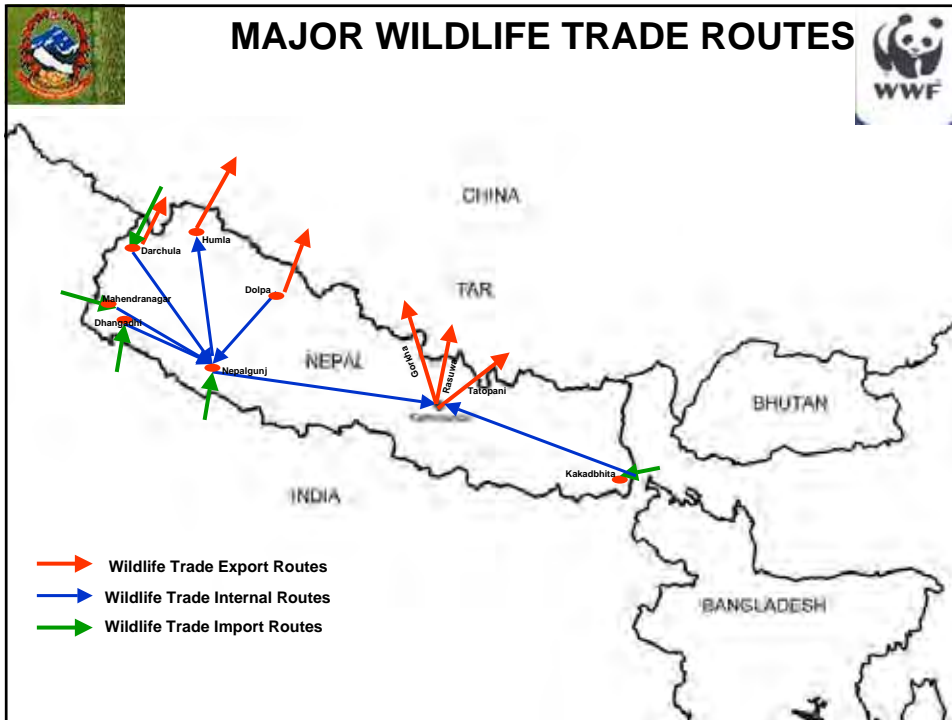 MAJOR WILDLIFE TRADE ROUTES
WWF
CHINA
Humla
Darchula
Dolpa
TAR
Mahendranagar
Dhangadhi
Gorkha
Rasuwa
NEPAL
Nepalgunj
Tatopani
BHUTAN
Kakadbhita
INDIA
Wildlife Trade Export Routes
Wildlife Trade Internal Routes
BANGLADESH
Wildlife Trade Import Routes